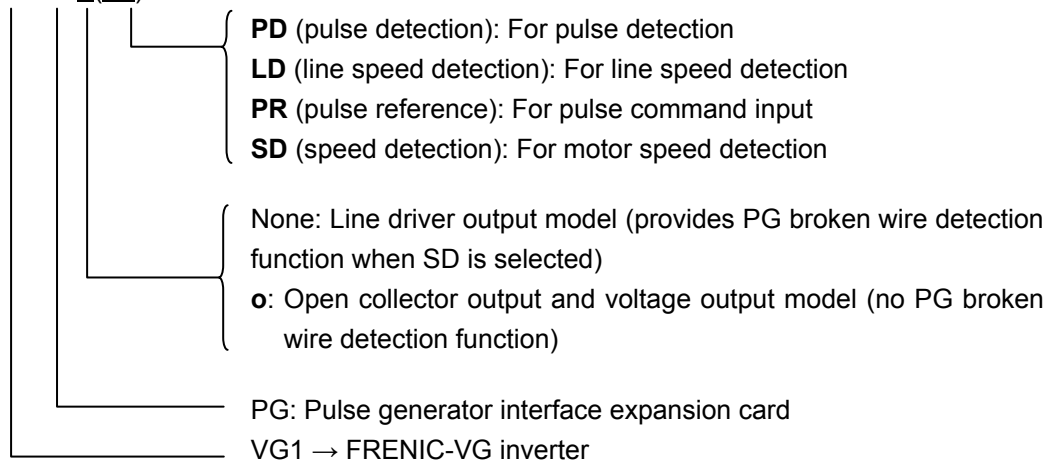 PD (pulse detection): For pulse detection
LD (line speed detection): For line speed detection
PR (pulse reference): For pulse command input
SD (speed detection): For motor speed detection
None: Line driver output model (provides PG broken wire detection
function when SD is selected)
o: Open collector output and voltage output model (no PG broken
wire detection function)
PG: Pulse generator interface expansion card
VG1 → FRENIC-VG inverter